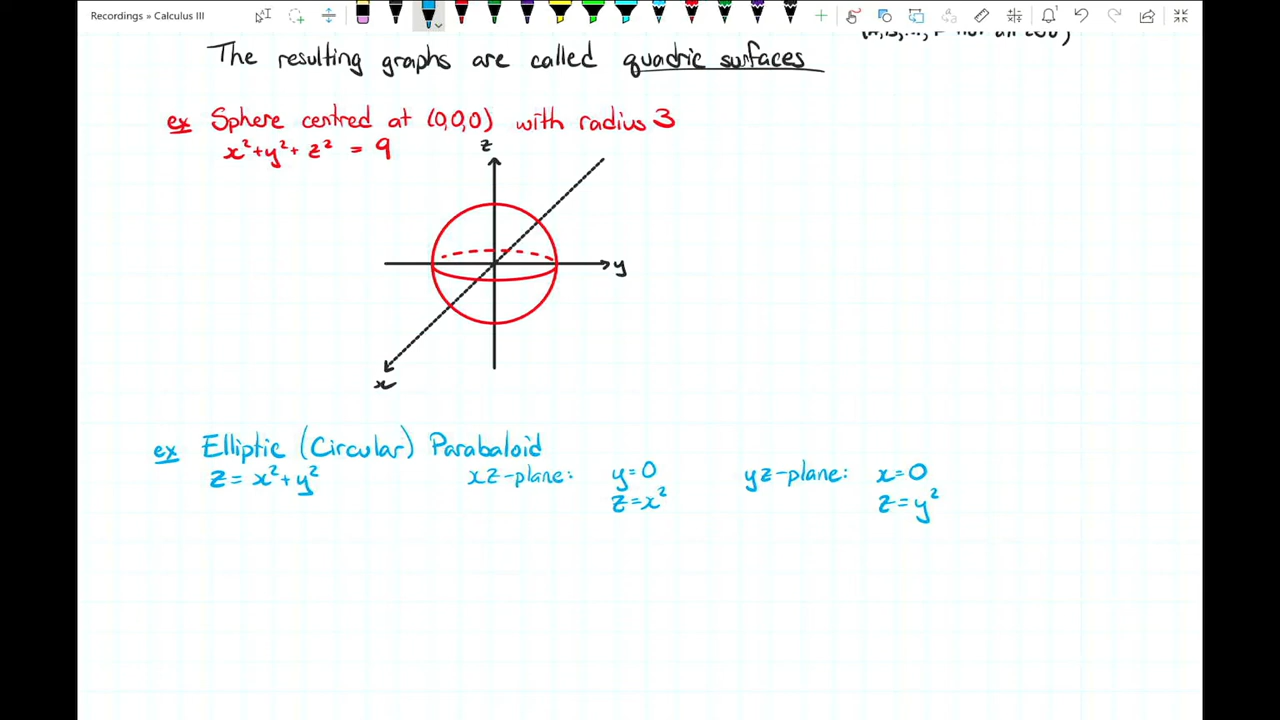 Recordings » Calculus III
The resulting graphs are called quadric surfaces
ex Sphere centred at (0,0,0) with radius 3
x²+y²+z² = 9
z
y
x
ex Elliptic (Circular) Parabaloid
z = x²+y² xz-plane: y=0 yz-plane: x=0
z=x² z=y²